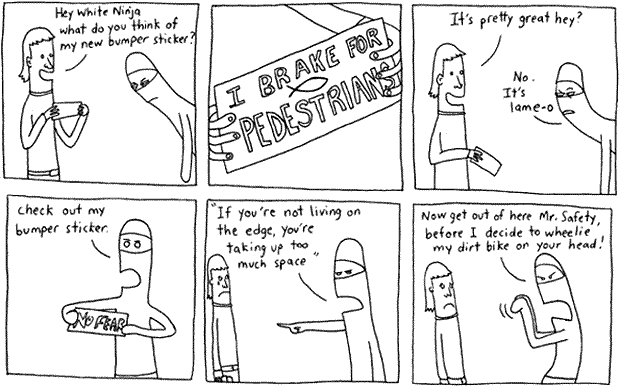 Hey White Ninja
what do you think of
my new bumper sticker?
I BRAKE FOR
PEDESTRIANS
It's pretty great hey?
No.
It's
lame-o
Check out my
bumper sticker.
NO FEAR
"If you're not living on
the edge, you're
taking up too
much space"
Now get out of here Mr. Safety,
before I decide to wheelie
my dirt bike on your head!